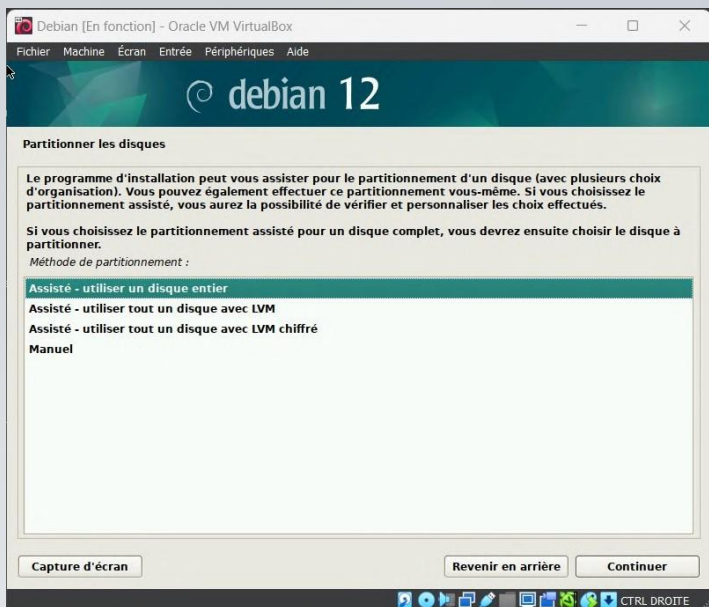 Debian [En fonction] - Oracle VM VirtualBox
Fichier Machine Écran Entrée Périphériques Aide
debian 12
Partitionner les disques
Le programme d'installation peut vous assister pour le partitionnement d'un disque (avec plusieurs choix
d'organisation). Vous pouvez également effectuer ce partitionnement vous-même. Si vous choisissez le
partitionnement assisté, vous aurez la possibilité de vérifier et personnaliser les choix effectués.
Si vous choisissez le partitionnement assisté pour un disque complet, vous devrez ensuite choisir le disque à
partitionner.
Méthode de partitionnement :
Assisté - utiliser un disque entier
Assisté - utiliser tout un disque avec LVM
Assisté - utiliser tout un disque avec LVM chiffré
Manuel
Capture d'écran
Revenir en arrière
Continuer
CTRL DROITE